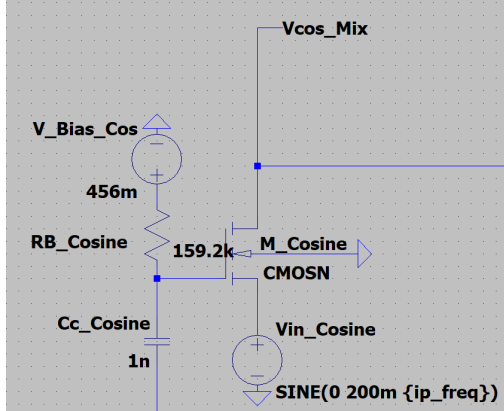 Vcos_Mix
V_Bias_Cos
456m
RB_Cosine
159.2k
M_Cosine
CMOSN
Cc_Cosine
1n
Vin_Cosine
SINE(0 200m {ip_freq})